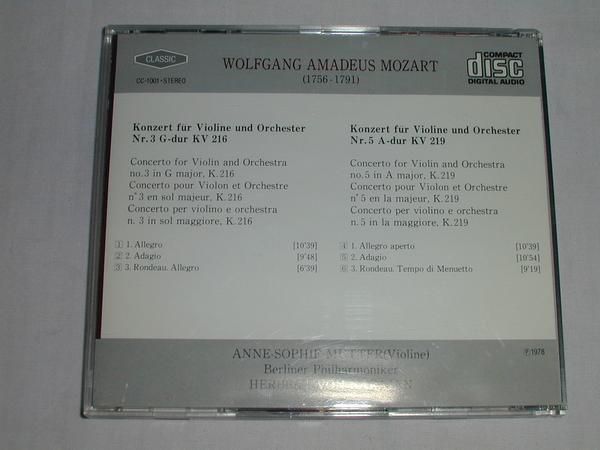 CLASSIC
CC-1001・STEREO
WOLFGANG AMADEUS MOZART
(1756-1791)
COMPACT
disc
DIGITAL AUDIO
Konzert für Violine und Orchester
Nr. 3 G-dur KV 216
Concerto for Violin and Orchestra
no. 3 in G major, K. 216
Concerto pour Violon et Orchestre
n° 3 en sol majeur, K. 216
Concerto per violino e orchestra
n. 3 in sol maggiore, K. 216
1 1. Allegro [10'39]
2 2. Adagio [9'48]
3 3. Rondeau. Allegro [6'39]
Konzert für Violine und Orchester
Nr. 5 A-dur KV 219
Concerto for Violin and Orchestra
no. 5 in A major, K. 219
Concerto pour Violon et Orchestre
n° 5 en la majeur, K. 219
Concerto per violino e orchestra
n. 5 in la maggiore, K. 219
4 1. Allegro aperto [10'39]
5 2. Adagio [10'54]
6 3. Rondeau. Tempo di Menuetto [9'19]
ANNE-SOPHIE MUTTER (Violine)
Berliner Philharmoniker
HERBERT VON KARAJAN
℗1978